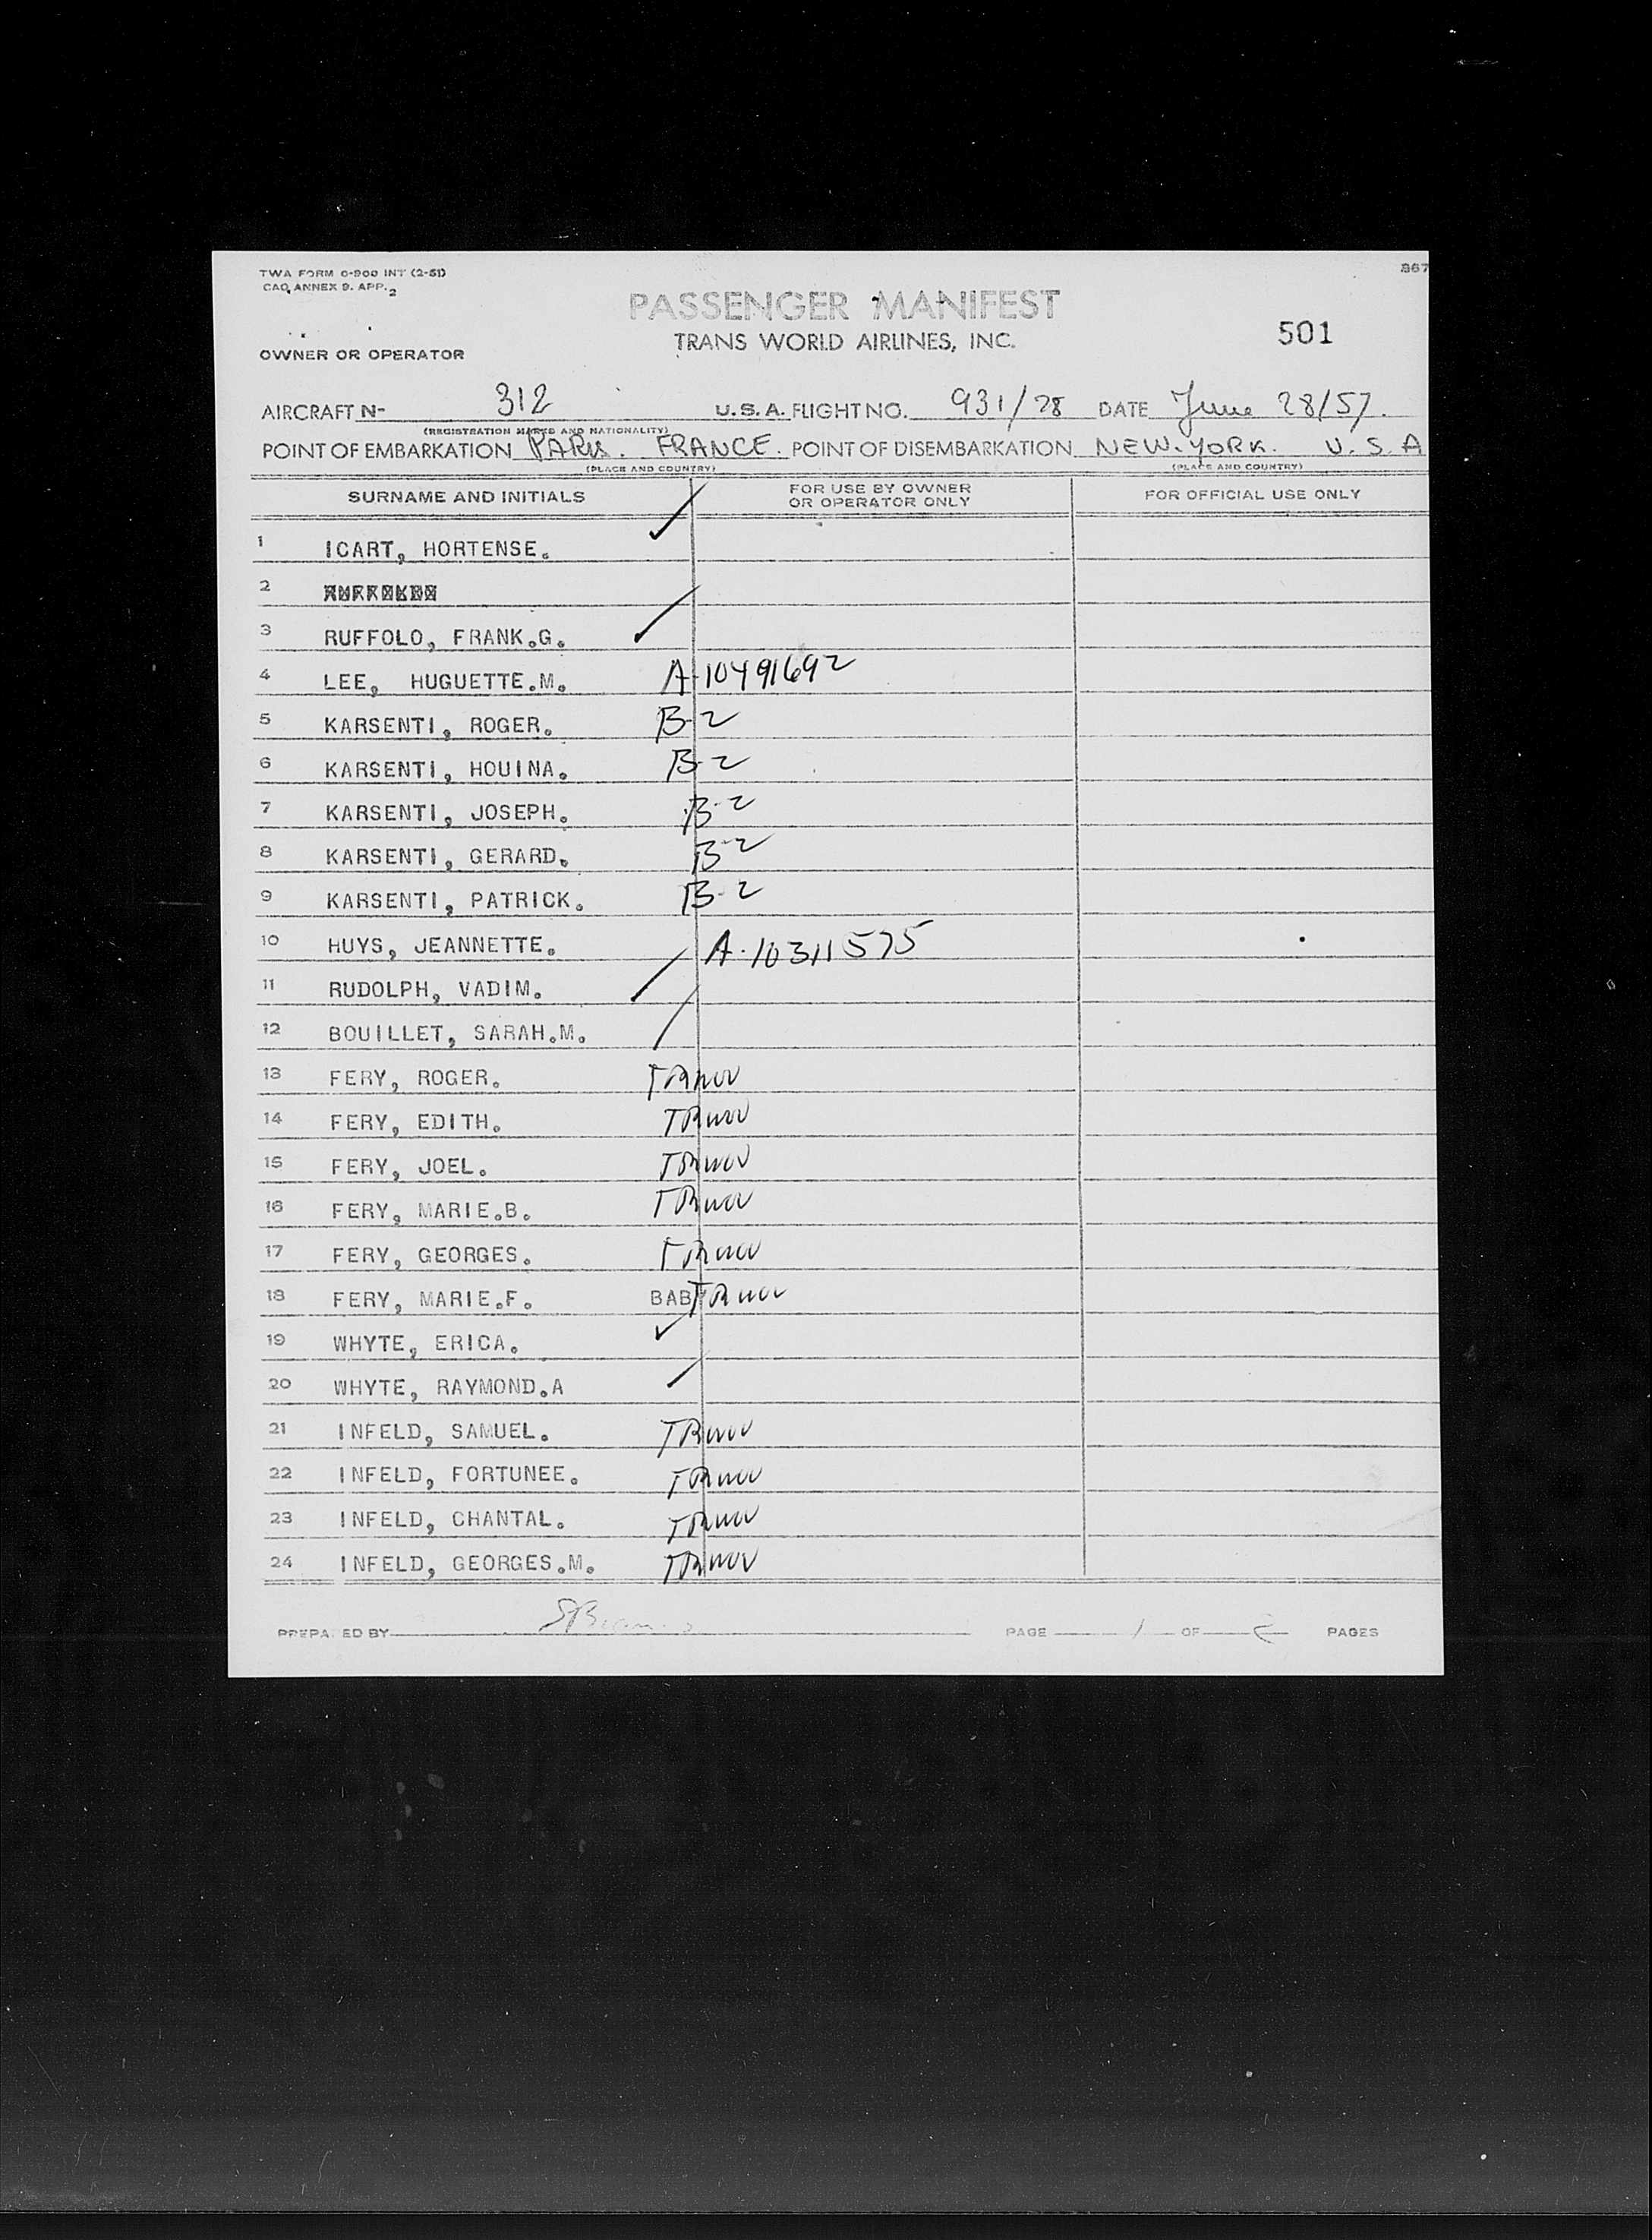 TWA FORM 0-900 INT (2-51)
CAO ANNEX 9. APP. 2
867
PASSENGER MANIFEST
TRANS WORLD AIRLINES, INC.
501
OWNER OR OPERATOR
AIRCRAFT N- 312 U.S.A. FLIGHT NO. 931/28 DATE June 28/57.
(REGISTRATION MARKS AND NATIONALITY)
POINT OF EMBARKATION PARIS. FRANCE. POINT OF DISEMBARKATION NEW.YORK. U.S.A
(PLACE AND COUNTRY) (PLACE AND COUNTRY)
SURNAME AND INITIALS FOR USE BY OWNER OR OPERATOR ONLY FOR OFFICIAL USE ONLY
1 ICART, HORTENSE.
2
3 RUFFOLO, FRANK.G.
4 LEE, HUGUETTE.M. A-10491692
5 KARSENTI, ROGER. B-2
6 KARSENTI, HOUINA. B-2
7 KARSENTI, JOSEPH. B-2
8 KARSENTI, GERARD. B-2
9 KARSENTI, PATRICK. B-2
10 HUYS, JEANNETTE. A-10311575
11 RUDOLPH, VADIM.
12 BOUILLET, SARAH.M.
13 FERY, ROGER.
14 FERY, EDITH.
15 FERY, JOEL.
16 FERY, MARIE.B.
17 FERY, GEORGES.
18 FERY, MARIE.F. BABY
19 WHYTE, ERICA.
20 WHYTE, RAYMOND.A
21 INFELD, SAMUEL.
22 INFELD, FORTUNEE.
23 INFELD, CHANTAL.
24 INFELD, GEORGES.M.
PREPARED BY PAGE 1 OF PAGES